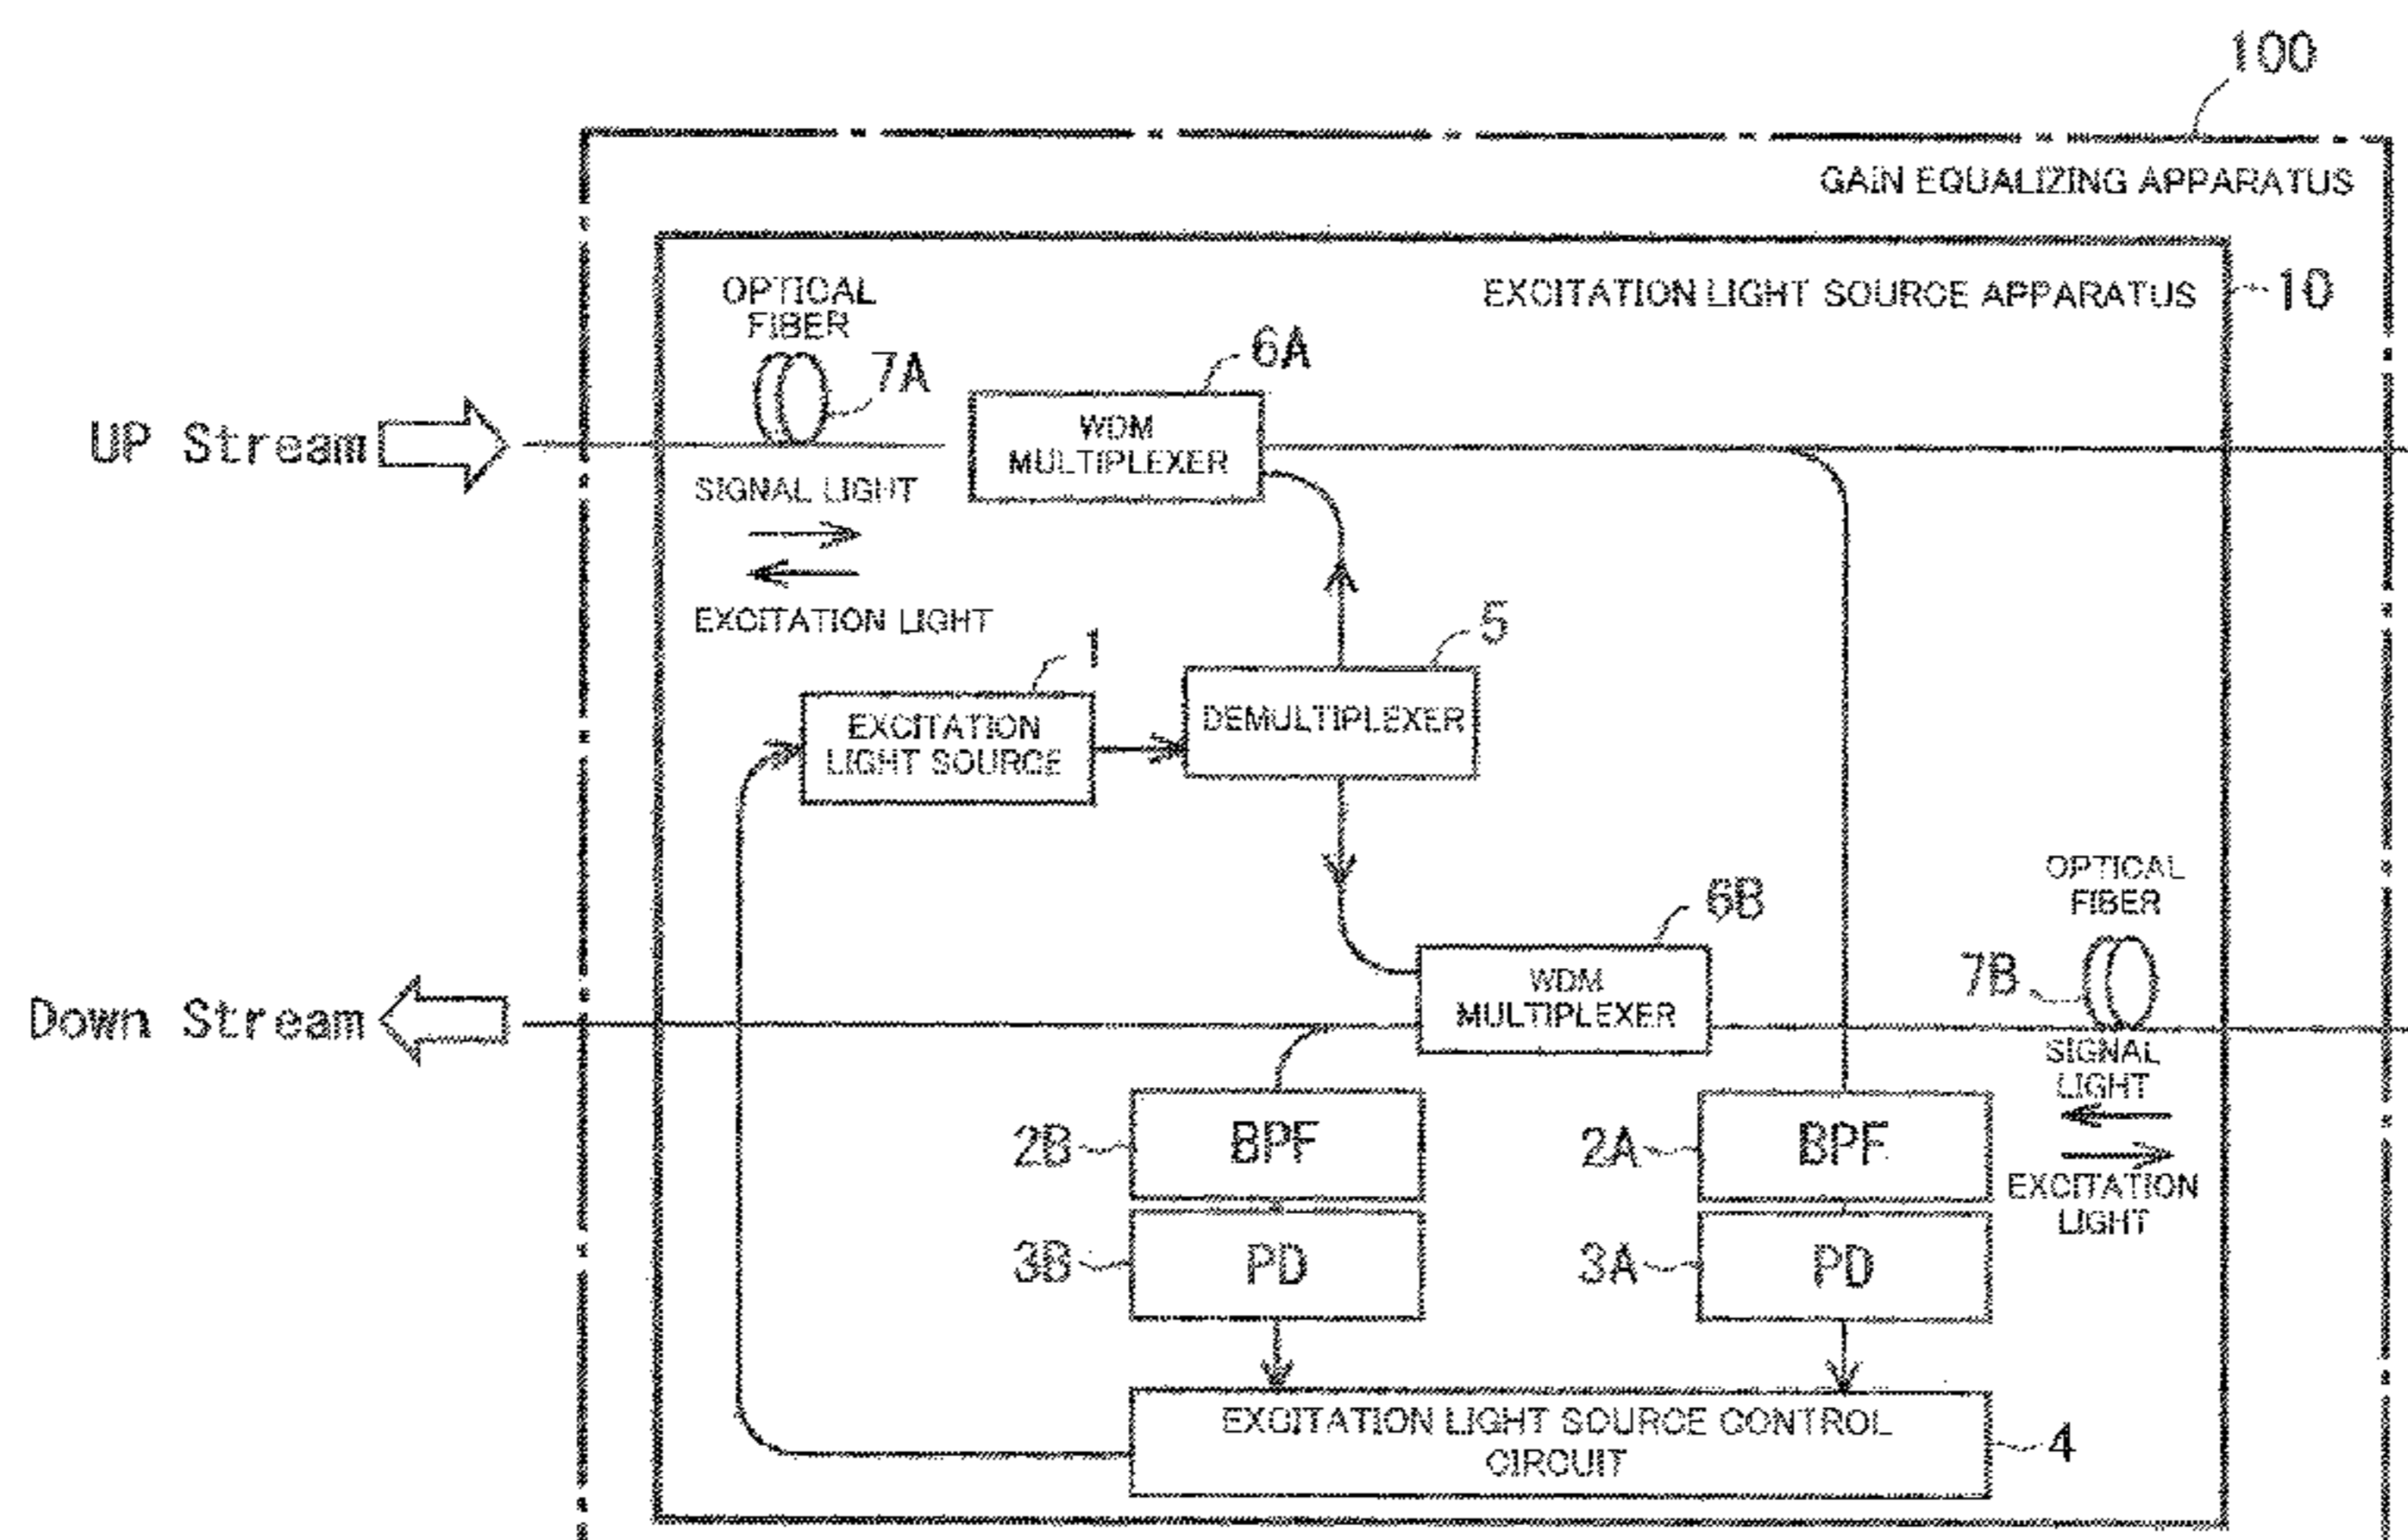 100
GAIN EQUALIZING APPARATUS
EXCITATION LIGHT SOURCE APPARATUS
10
OPTICAL
FIBER
7A
6A
UP Stream
WDM
MULTIPLEXER
SIGNAL LIGHT
EXCITATION LIGHT
1
5
EXCITATION
LIGHT SOURCE
DEMULTIPLEXER
6B
OPTICAL
FIBER
7B
Down Stream
WDM
MULTIPLEXER
SIGNAL
LIGHT
EXCITATION
LIGHT
2B
BPF
2A
BPF
3B
PD
3A
PD
EXCITATION LIGHT SOURCE CONTROL
CIRCUIT
4